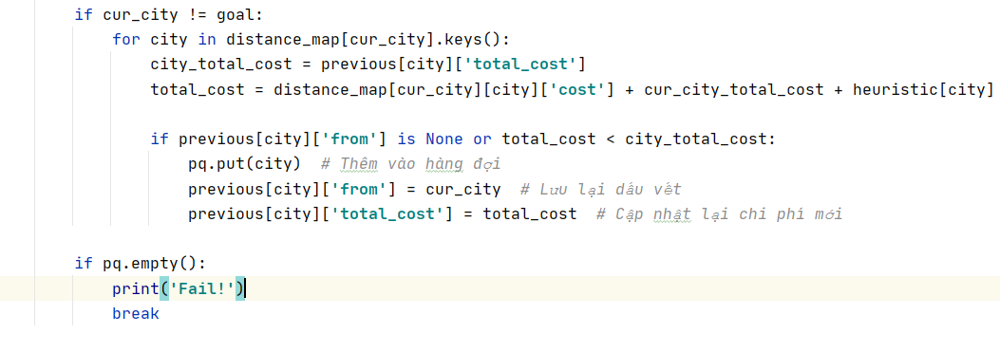 if cur_city != goal:
for city in distance_map[cur_city].keys():
city_total_cost = previous[city]['total_cost']
total_cost = distance_map[cur_city][city]['cost'] + cur_city_total_cost + heuristic[city]
if previous[city]['from'] is None or total_cost < city_total_cost:
pq.put(city)  # Thêm vào hàng đợi
previous[city]['from'] = cur_city  # Lưu lại dấu vết
previous[city]['total_cost'] = total_cost  # Cập nhật lại chi phí mới
if pq.empty():
print('Fail!')
break